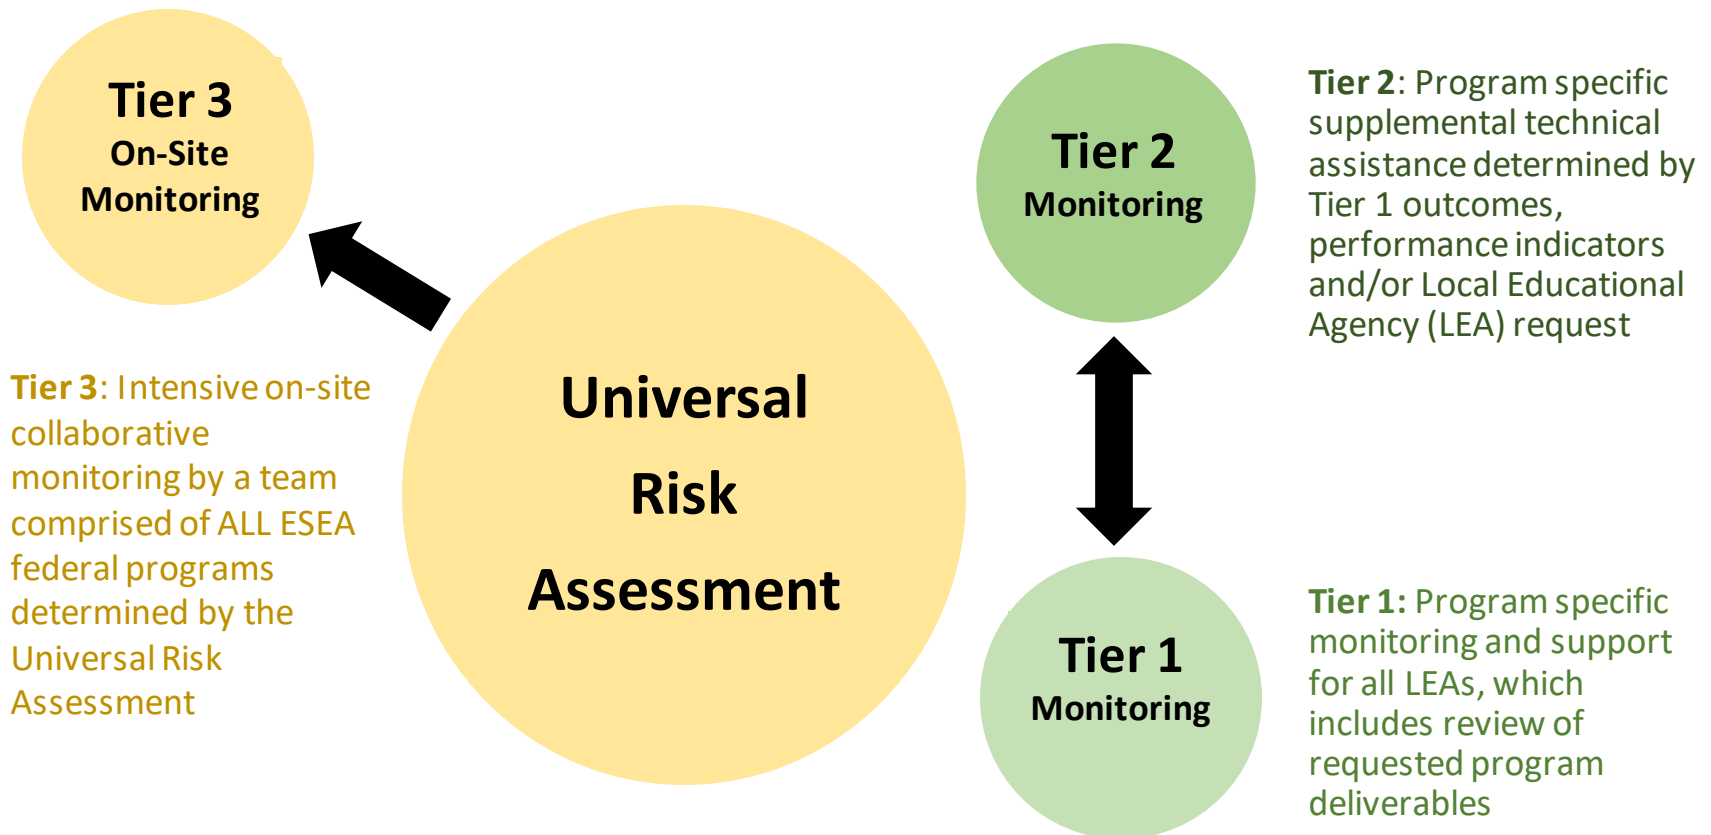 Tier 3
On-Site
Monitoring
Tier 3: Intensive on-site
collaborative
monitoring by a team
comprised of ALL ESEA
federal programs
determined by the
Universal Risk
Assessment
Universal
Risk
Assessment
Tier 2
Monitoring
Tier 2: Program specific
supplemental technical
assistance determined by
Tier 1 outcomes,
performance indicators
and/or Local Educational
Agency (LEA) request
Tier 1
Monitoring
Tier 1: Program specific
monitoring and support
for all LEAs, which
includes review of
requested program
deliverables